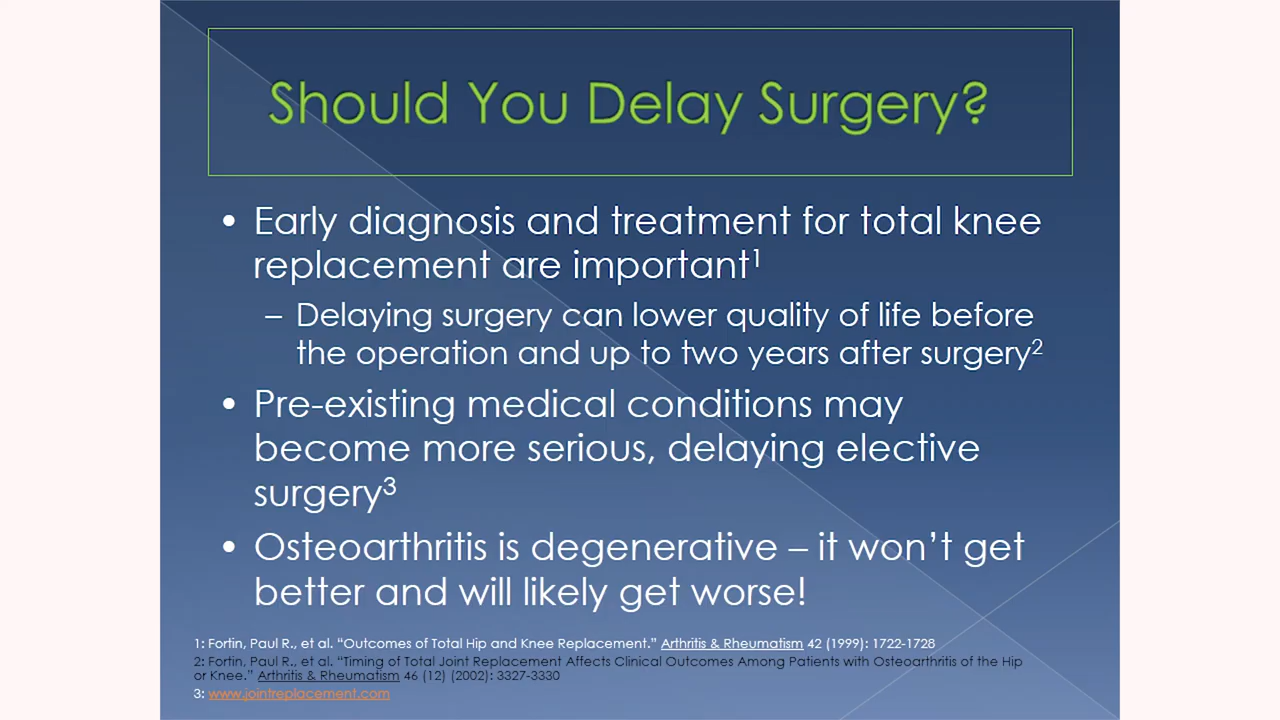 Should You Delay Surgery?
• Early diagnosis and treatment for total knee
replacement are important1
– Delaying surgery can lower quality of life before
the operation and up to two years after surgery2
• Pre-existing medical conditions may
become more serious, delaying elective
surgery3
• Osteoarthritis is degenerative – it won't get
better and will likely get worse!
1: Fortin, Paul R., et al. “Outcomes of Total Hip and Knee Replacement.” Arthritis & Rheumatism 42 (1999): 1722-1728
2: Fortin, Paul R., et al. “Timing of Total Joint Replacement Affects Clinical Outcomes Among Patients with Osteoarthritis of the Hip
or Knee.” Arthritis & Rheumatism 46 (12) (2002): 3327-3330
3: www.jointreplacement.com